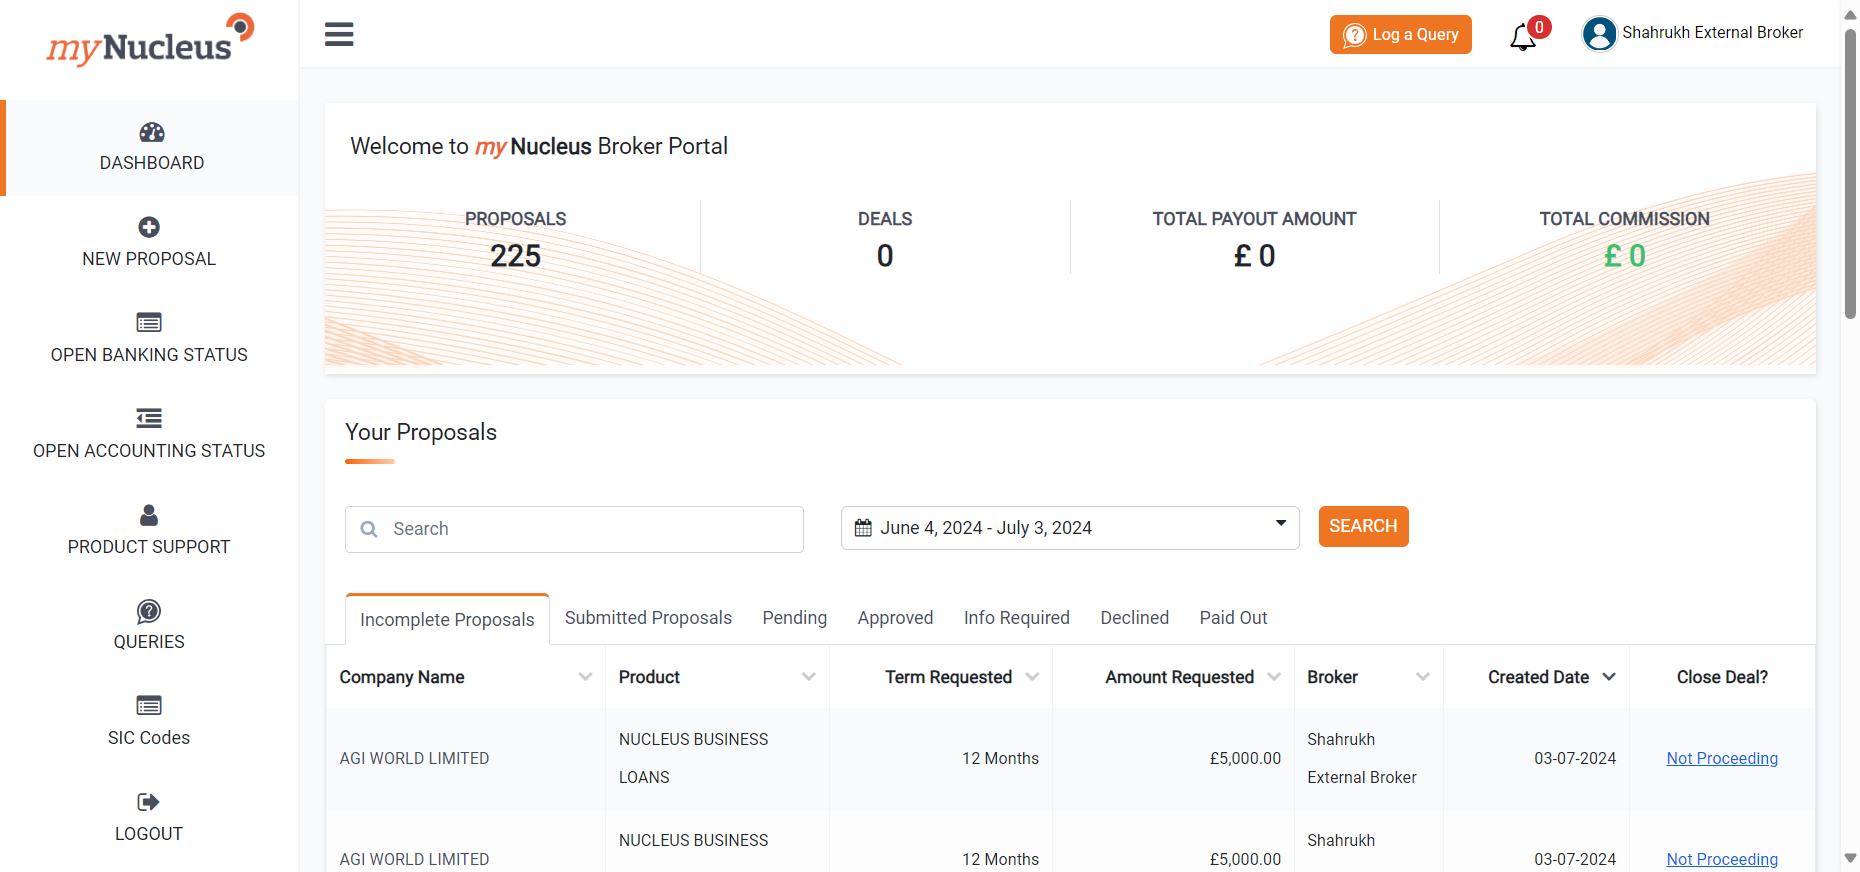 myNucleus
Log a Query
0
Shahrukh External Broker
DASHBOARD
NEW PROPOSAL
OPEN BANKING STATUS
OPEN ACCOUNTING STATUS
PRODUCT SUPPORT
QUERIES
SIC Codes
LOGOUT
Welcome to my Nucleus Broker Portal
PROPOSALS
225
DEALS
0
TOTAL PAYOUT AMOUNT
£ 0
TOTAL COMMISSION
£ 0
Your Proposals
Search
June 4, 2024 - July 3, 2024
SEARCH
Incomplete Proposals Submitted Proposals Pending Approved Info Required Declined Paid Out
Company Name Product Term Requested Amount Requested Broker Created Date Close Deal?
AGI WORLD LIMITED
NUCLEUS BUSINESS
LOANS
12 Months
£5,000.00
Shahrukh
External Broker
03-07-2024
Not Proceeding
AGI WORLD LIMITED
NUCLEUS BUSINESS
12 Months
£5,000.00
Shahrukh
03-07-2024
Not Proceeding